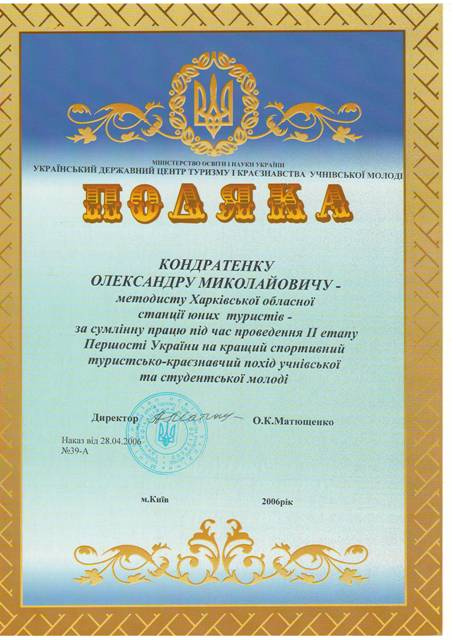 МІНІСТЕРСТВО ОСВІТИ І НАУКИ УКРАЇНИ
УКРАЇНСЬКИЙ ДЕРЖАВНИЙ ЦЕНТР ТУРИЗМУ І КРАЄЗНАВСТВА УЧНІВСЬКОЇ МОЛОДІ
ПОДЯКА
КОНДРАТЕНКУ
ОЛЕКСАНДРУ МИКОЛАЙОВИЧУ -
методисту Харківської обласної
станції юних туристів -
за сумлінну працю під час проведення ІІ етапу
Першості України на кращий спортивний
туристсько-краєзнавчий похід учнівської
та студентської молоді
Директор О.К.Матющенко
Наказ від 28.04.2006
№39-А
м.Київ 2006рік